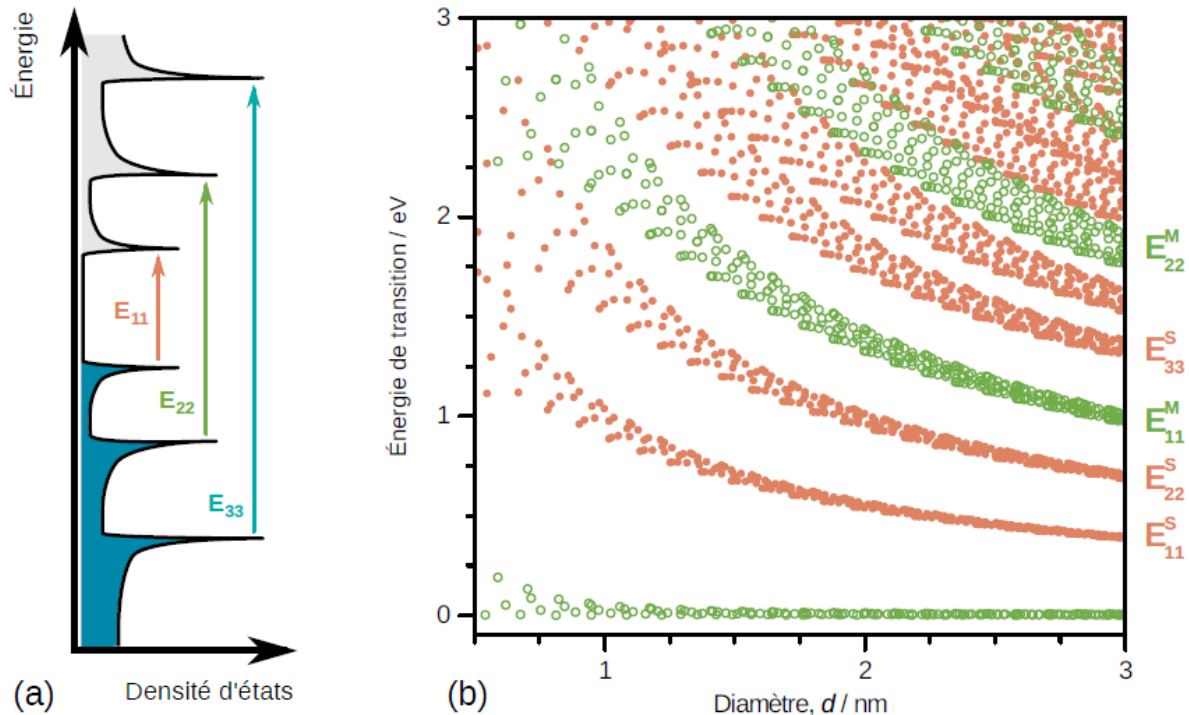 Énergie
E₁₁
E₂₂
E₃₃
(a)
Densité d'états
Énergie de transition / eV
3
2
1
0
1
2
3
(b)
Diamètre, d / nm
E₂₂ᴹ
E₃₃ˢ
E₁₁ᴹ
E₂₂ˢ
E₁₁ˢ